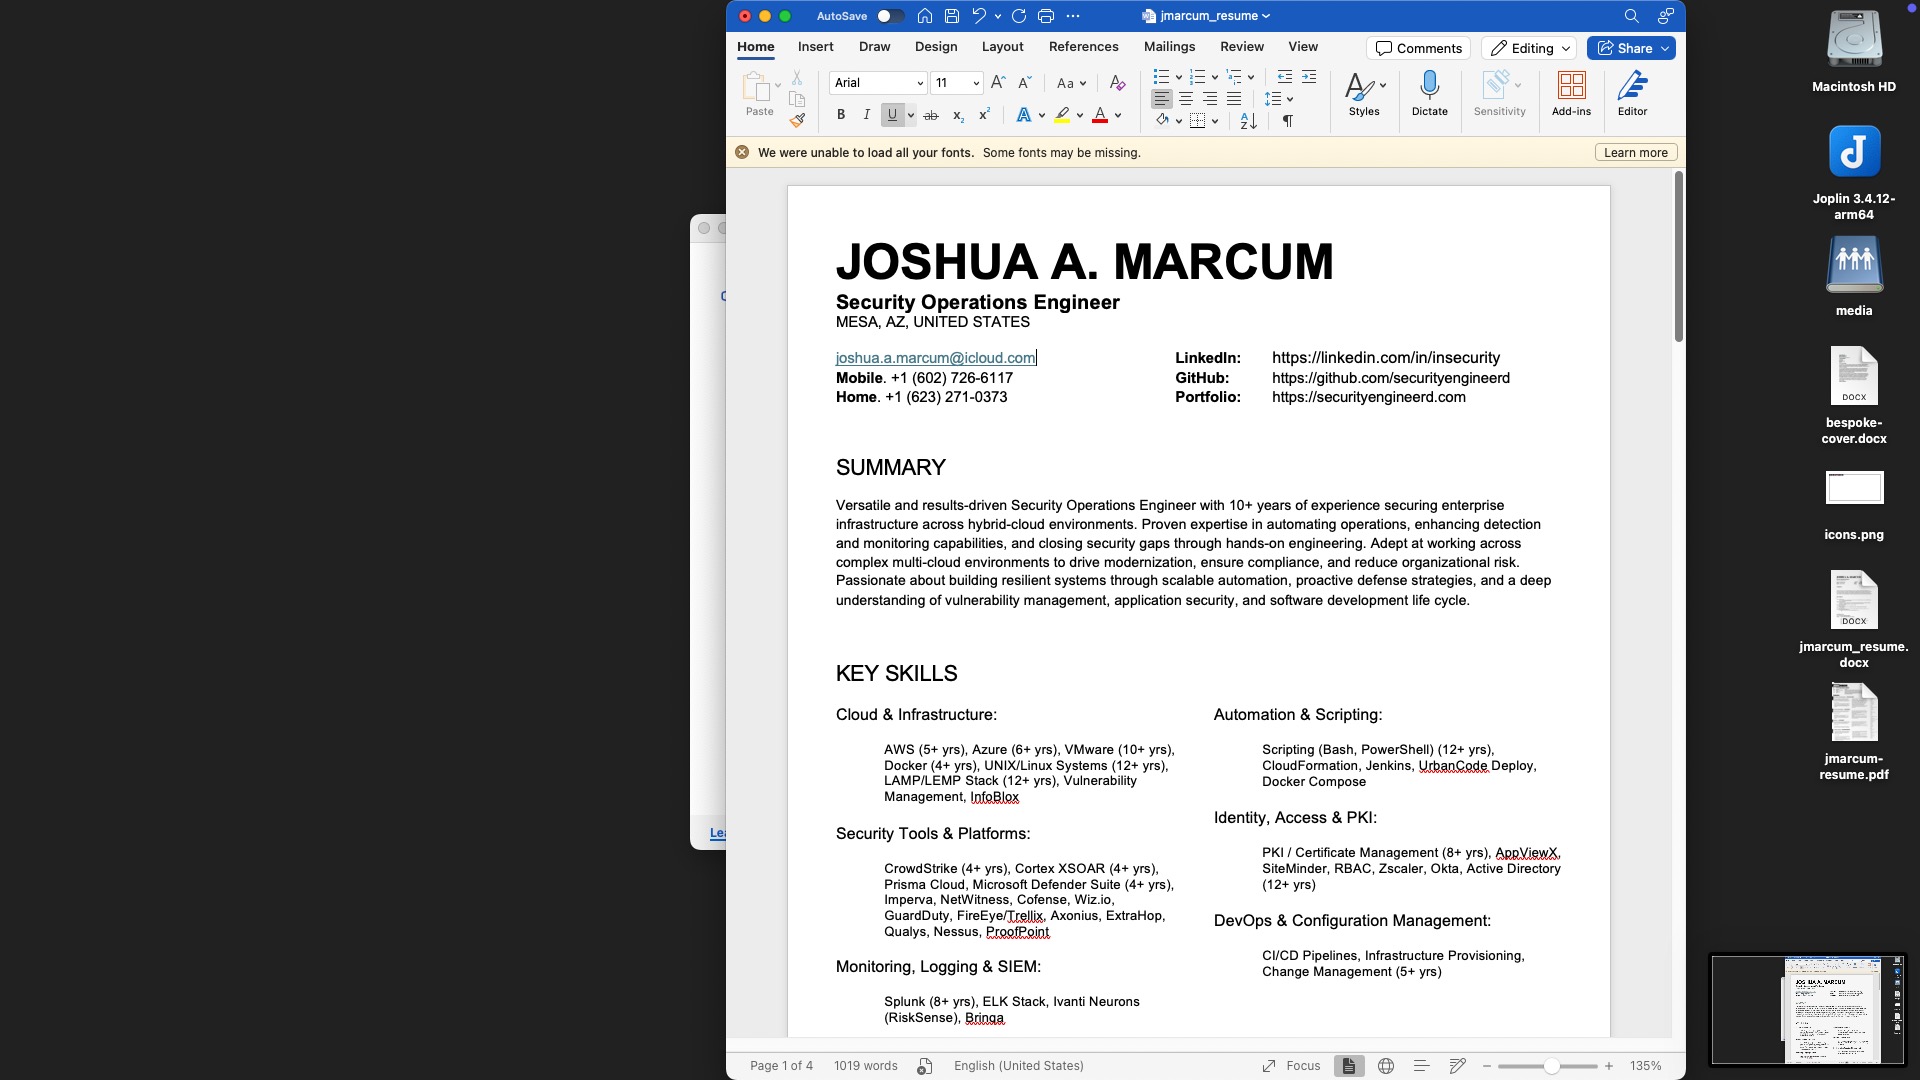 AutoSave
jmarcum_resume
Home Insert Draw Design Layout References Mailings Review View
Comments Editing Share
Paste
Arial 11
Aa
B I U ab x2 x2 A A
Styles Dictate Sensitivity Add-ins Editor
We were unable to load all your fonts. Some fonts may be missing.
Learn more
JOSHUA A. MARCUM
Security Operations Engineer
MESA, AZ, UNITED STATES
joshua.a.marcum@icloud.com
Mobile. +1 (602) 726-6117
Home. +1 (623) 271-0373
LinkedIn: https://linkedin.com/in/insecurity
GitHub: https://github.com/securityengineerd
Portfolio: https://securityengineerd.com
SUMMARY
Versatile and results-driven Security Operations Engineer with 10+ years of experience securing enterprise
infrastructure across hybrid-cloud environments. Proven expertise in automating operations, enhancing detection
and monitoring capabilities, and closing security gaps through hands-on engineering. Adept at working across
complex multi-cloud environments to drive modernization, ensure compliance, and reduce organizational risk.
Passionate about building resilient systems through scalable automation, proactive defense strategies, and a deep
understanding of vulnerability management, application security, and software development life cycle.
KEY SKILLS
Cloud & Infrastructure:
AWS (5+ yrs), Azure (6+ yrs), VMware (10+ yrs),
Docker (4+ yrs), UNIX/Linux Systems (12+ yrs),
LAMP/LEMP Stack (12+ yrs), Vulnerability
Management, InfoBlox
Security Tools & Platforms:
CrowdStrike (4+ yrs), Cortex XSOAR (4+ yrs),
Prisma Cloud, Microsoft Defender Suite (4+ yrs),
Imperva, NetWitness, Cofense, Wiz.io,
GuardDuty, FireEye/Trellix, Axonius, ExtraHop,
Qualys, Nessus, ProofPoint
Monitoring, Logging & SIEM:
Splunk (8+ yrs), ELK Stack, Ivanti Neurons
(RiskSense), Bringa
Automation & Scripting:
Scripting (Bash, PowerShell) (12+ yrs),
CloudFormation, Jenkins, UrbanCode Deploy,
Docker Compose
Identity, Access & PKI:
PKI / Certificate Management (8+ yrs), AppViewX,
SiteMinder, RBAC, Zscaler, Okta, Active Directory
(12+ yrs)
DevOps & Configuration Management:
CI/CD Pipelines, Infrastructure Provisioning,
Change Management (5+ yrs)
Page 1 of 4 1019 words English (United States) Focus 135%
Macintosh HD
Joplin 3.4.12-
arm64
media
DOCX
bespoke-
cover.docx
icons.png
DOCX
jmarcum_resume.
docx
jmarcum-
resume.pdf